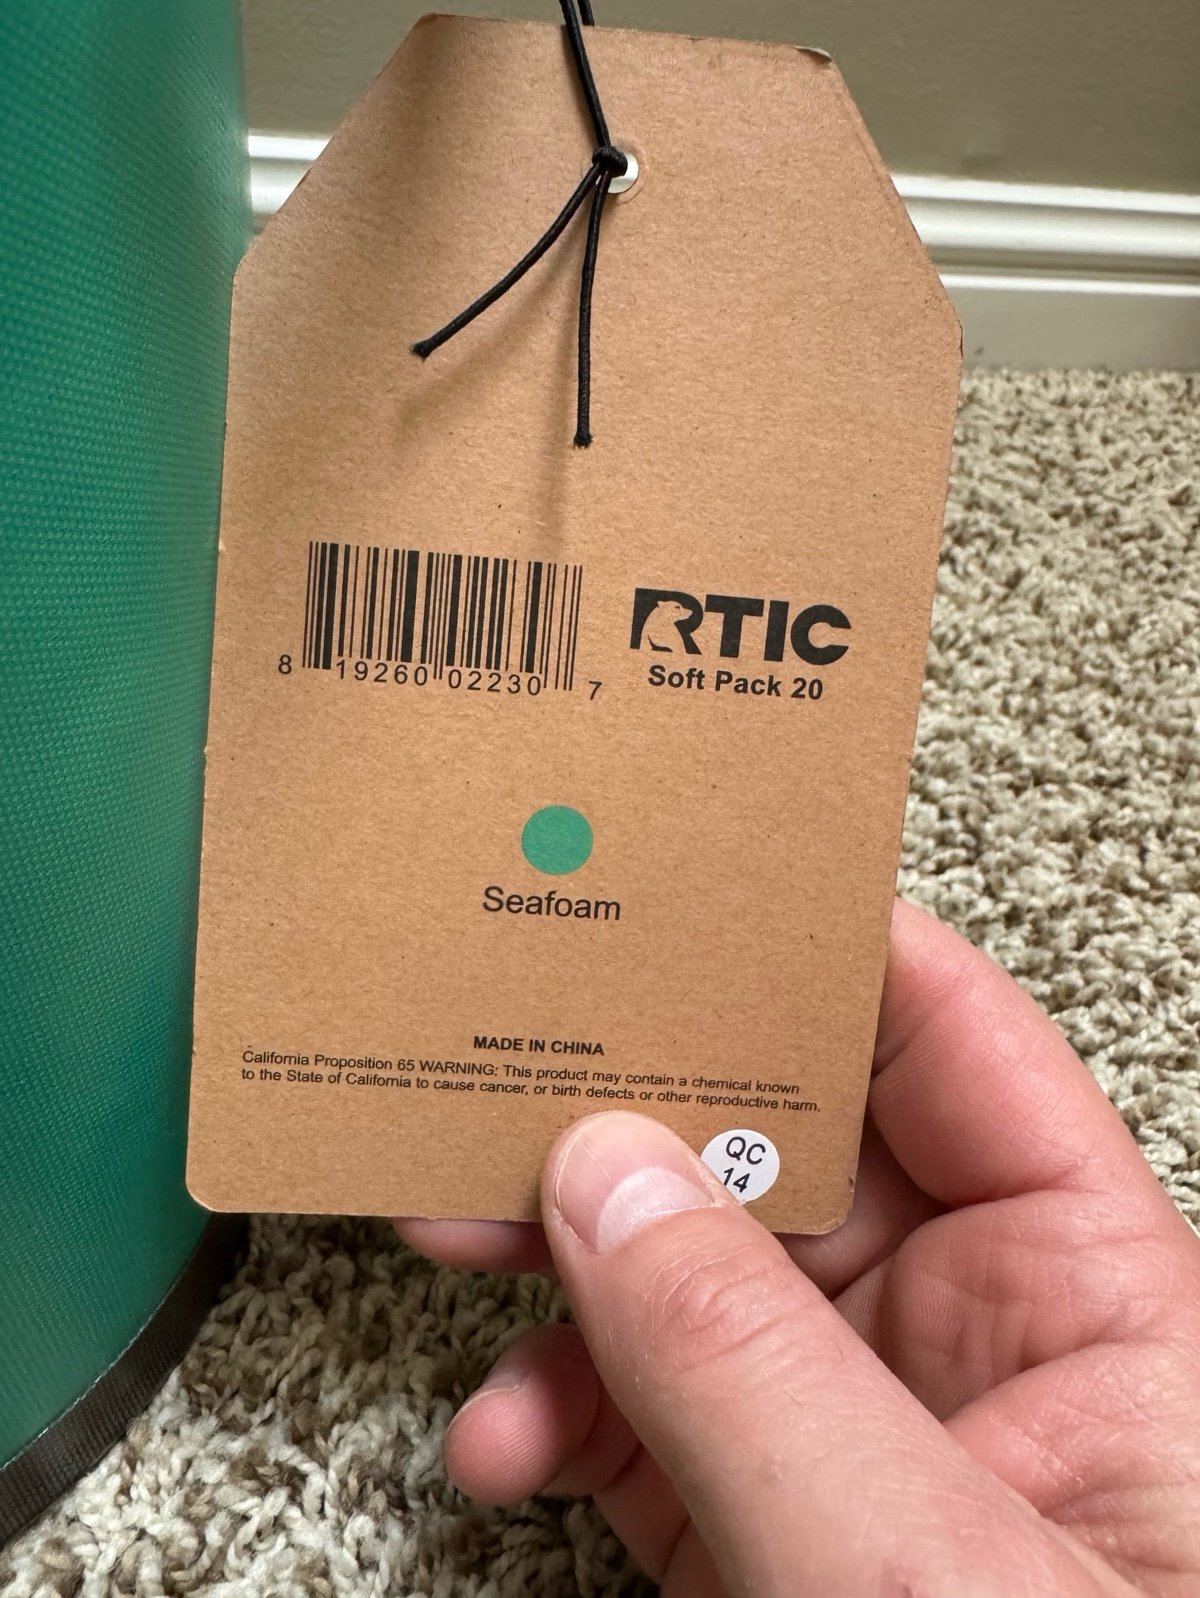 8 19260 02230 7
RTIC
Soft Pack 20
Seafoam
MADE IN CHINA
California Proposition 65 WARNING: This product may contain a chemical known
to the State of California to cause cancer, or birth defects or other reproductive harm.
QC
14